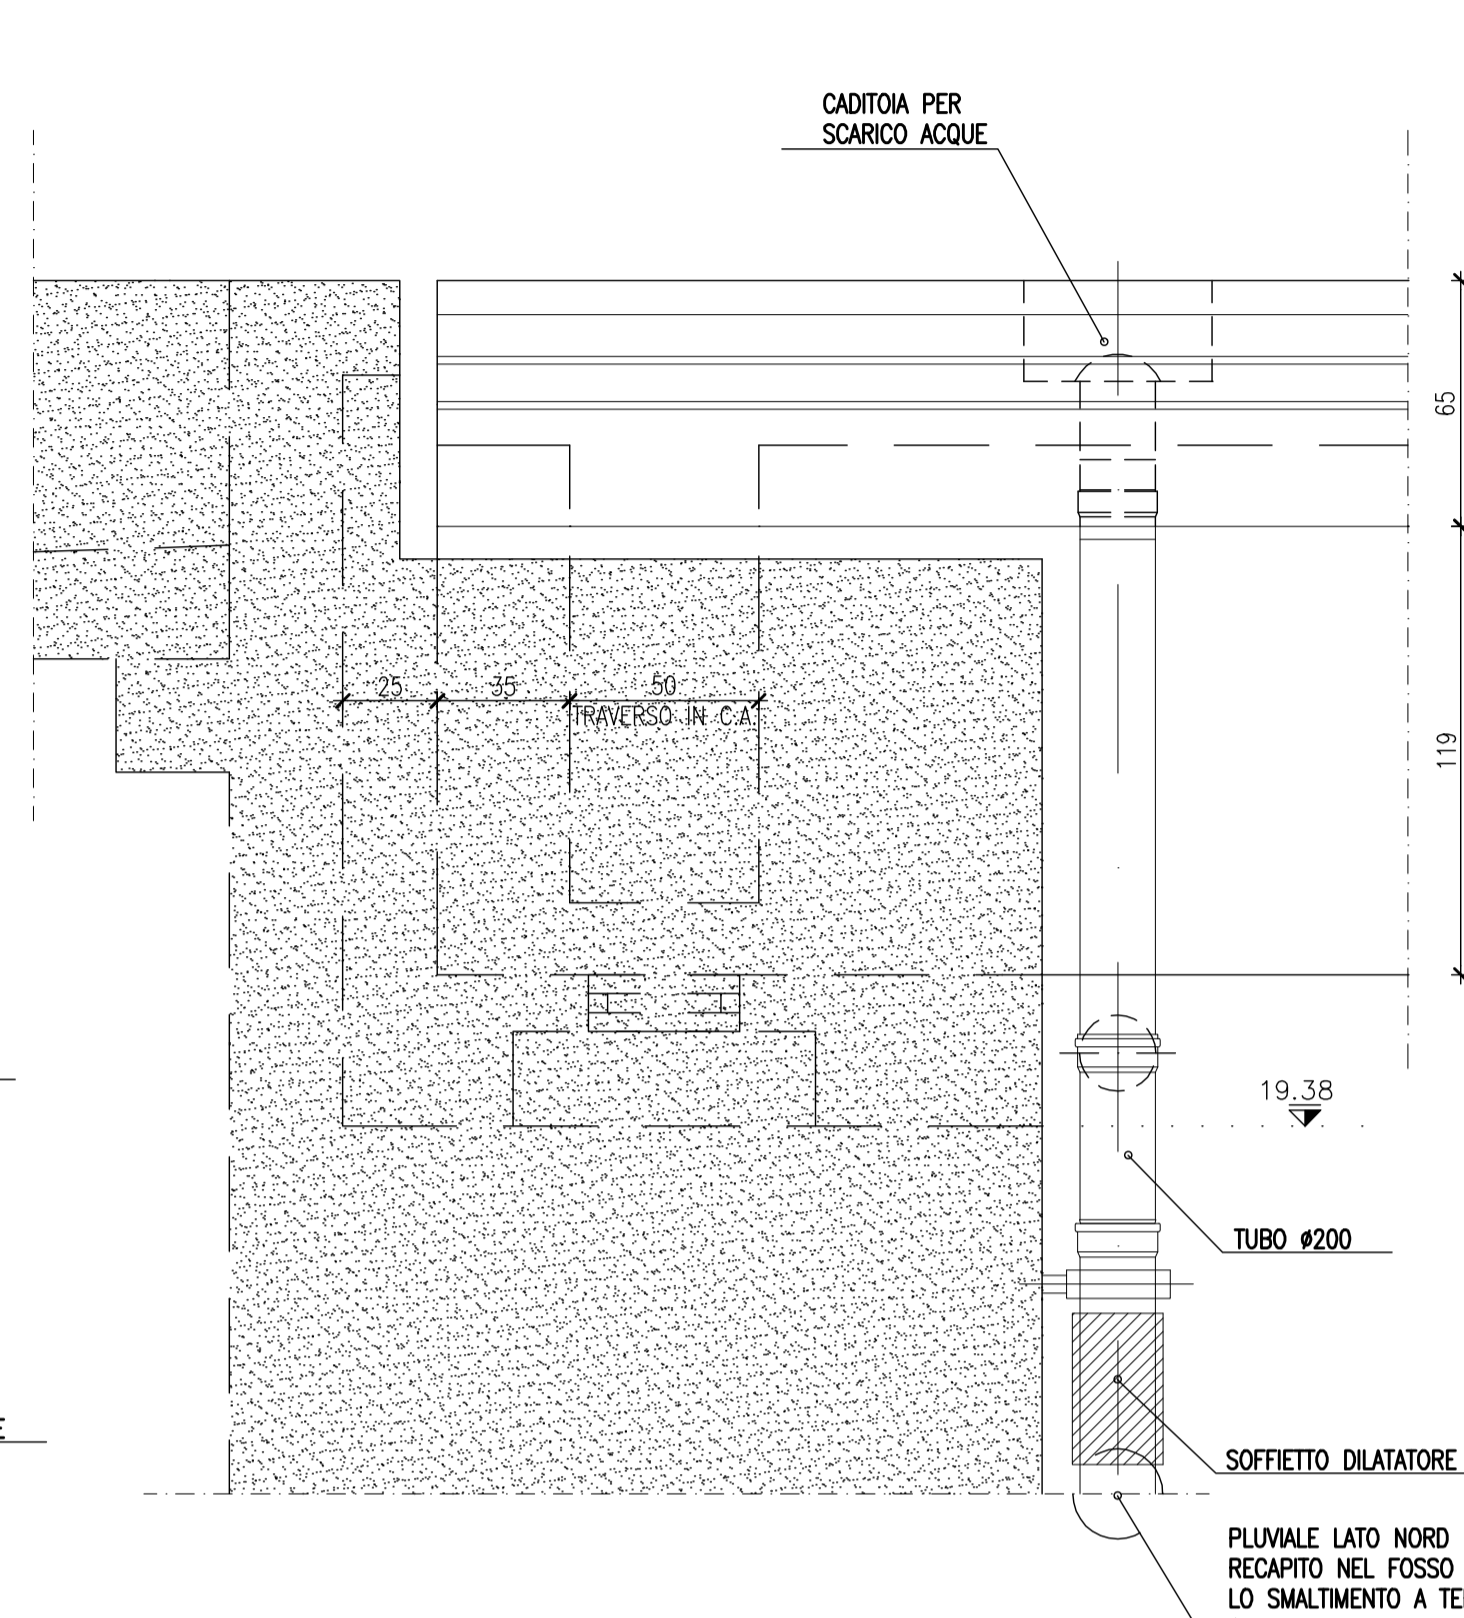 CADITOIA PER
SCARICO ACQUE
65
25 35 50
TRAVERSO IN C.A.
119
19.38
TUBO ø200
SOFFIETTO DILATATORE
PLUVIALE LATO NORD
RECAPITO NEL FOSSO
LO SMALTIMENTO A